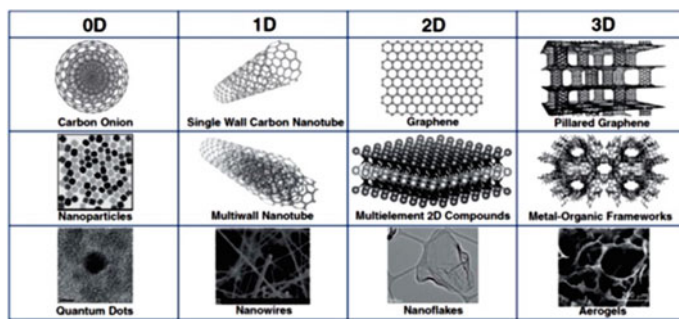 0D 1D 2D 3D
Carbon Onion Single Wall Carbon Nanotube Graphene Pillared Graphene
Nanoparticles Multiwall Nanotube Multielement 2D Compounds Metal-Organic Frameworks
Quantum Dots Nanowires Nanoflakes Aerogels